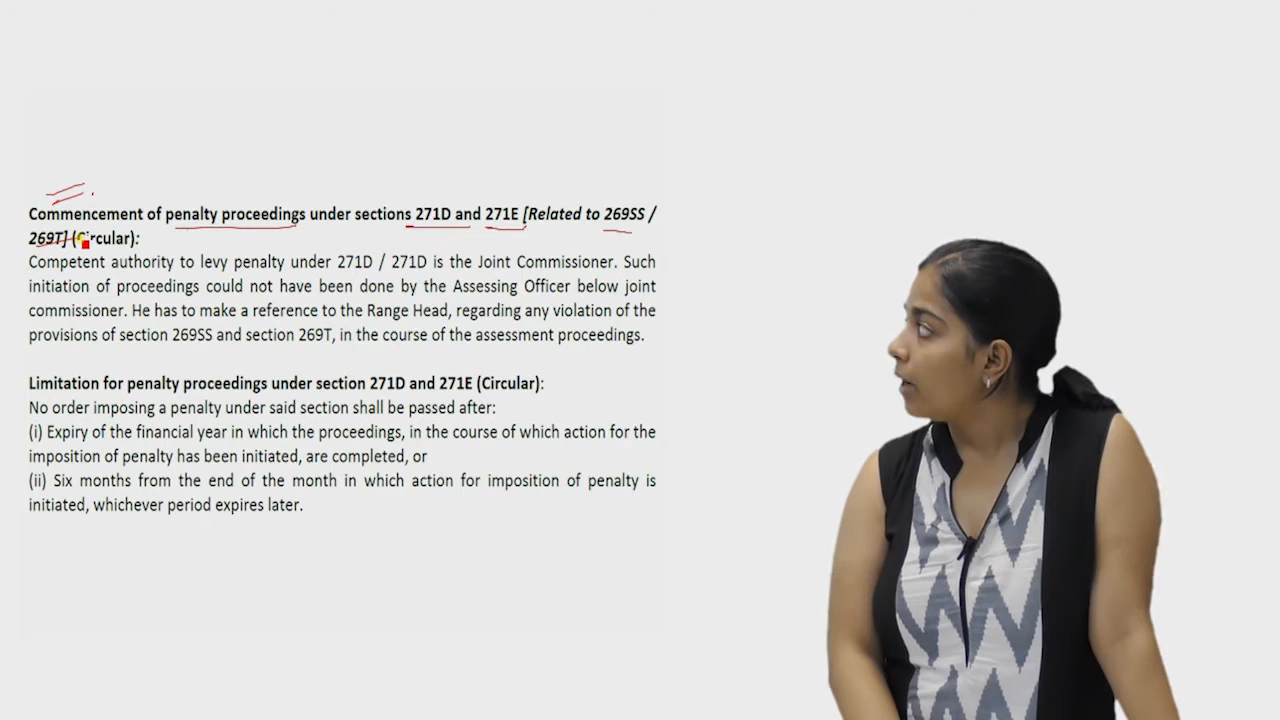 Commencement of penalty proceedings under sections 271D and 271E [Related to 269SS /
269T] (Circular):
Competent authority to levy penalty under 271D / 271D is the Joint Commissioner. Such
initiation of proceedings could not have been done by the Assessing Officer below joint
commissioner. He has to make a reference to the Range Head, regarding any violation of the
provisions of section 269SS and section 269T, in the course of the assessment proceedings.
Limitation for penalty proceedings under section 271D and 271E (Circular):
No order imposing a penalty under said section shall be passed after:
(i) Expiry of the financial year in which the proceedings, in the course of which action for the
imposition of penalty has been initiated, are completed, or
(ii) Six months from the end of the month in which action for imposition of penalty is
initiated, whichever period expires later.